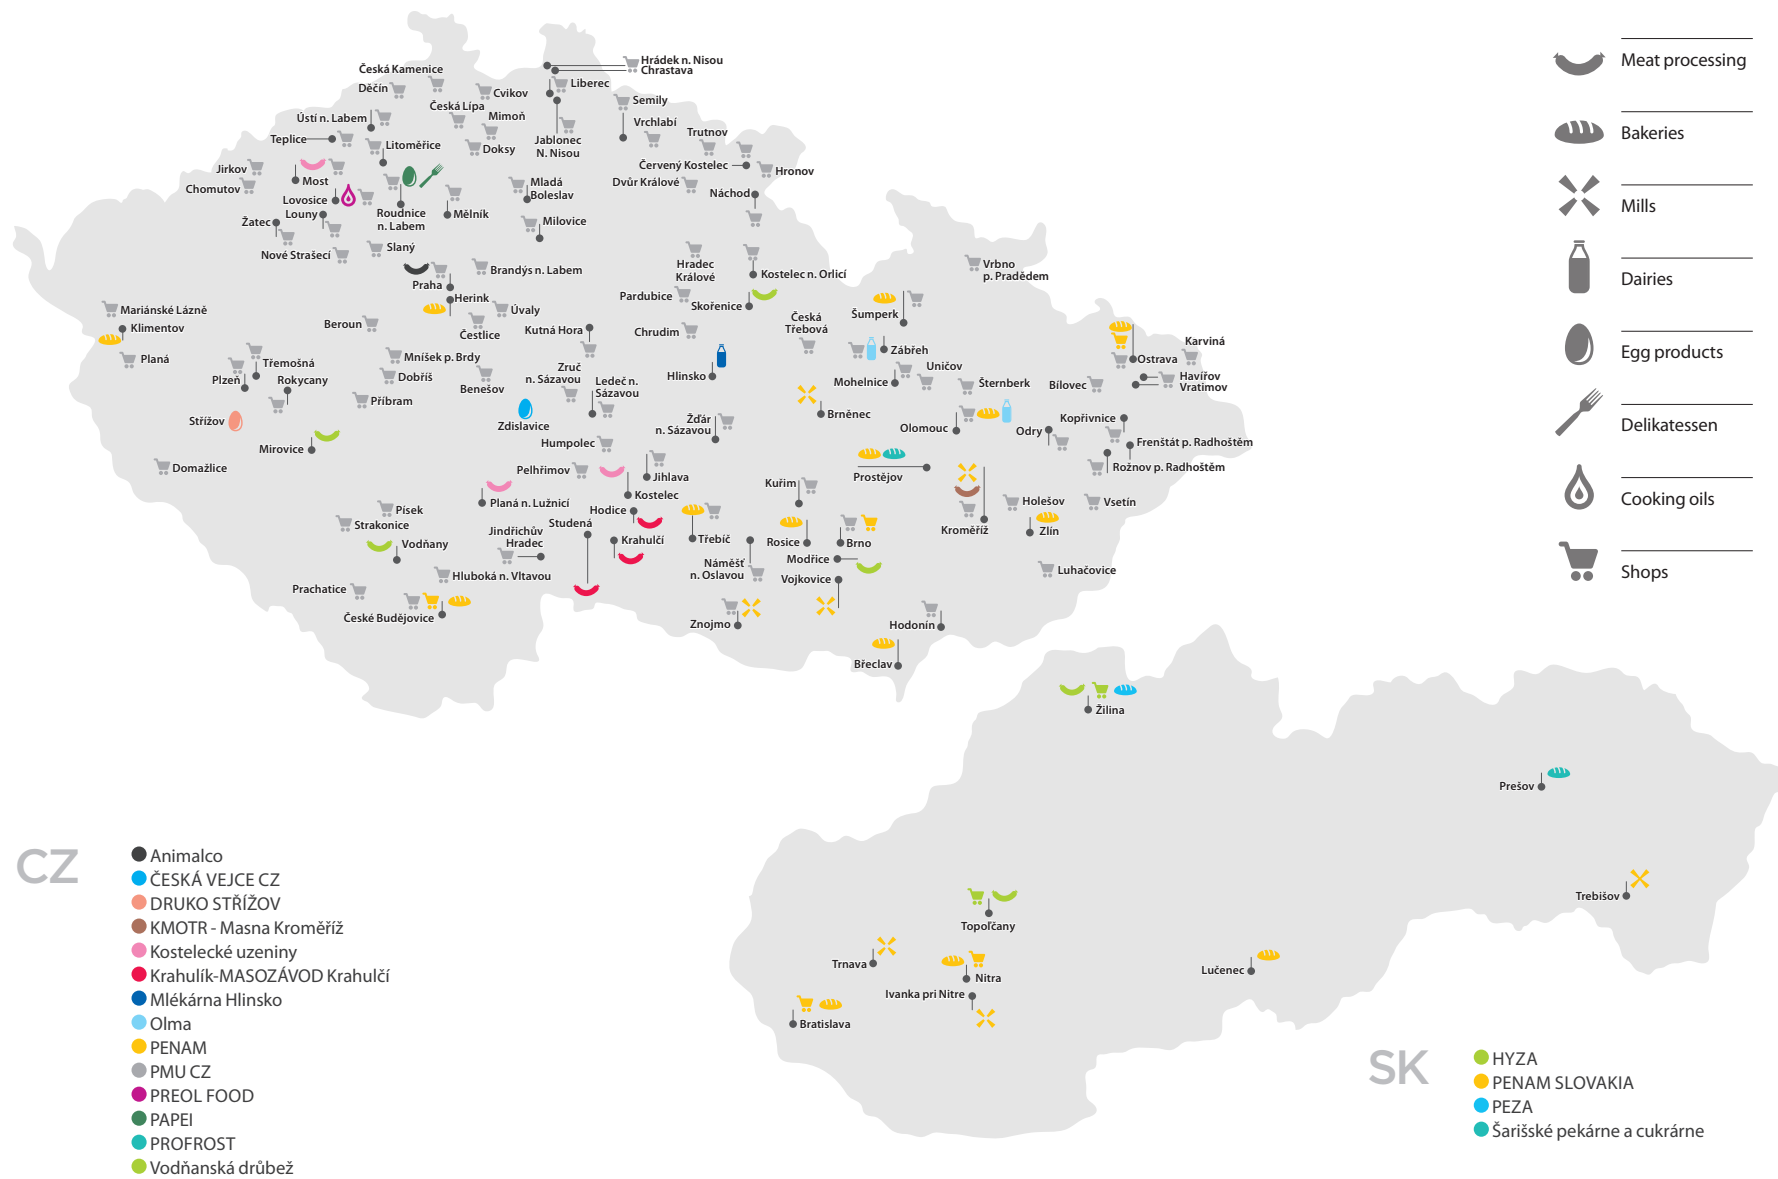 Hrádek n. Nisou
Chrastava
Česká Kamenice
Děčín
Cvikov
Liberec
Semily
Česká Lípa
Mimoň
Ústí n. Labem
Vrchlabí
Trutnov
Teplice
Litoměřice
Doksy
Jablonec
N. Nisou
Červený Kostelec
Hronov
Jirkov
Chomutov
Most
Mladá
Boleslav
Dvůr Králové
Náchod
Lovosice
Louny
Roudnice
n. Labem
Mělník
Milovice
Žatec
Nové Strašecí
Slaný
Brandýs n. Labem
Hradec
Králové
Kostelec n. Orlicí
Vrbno
p. Pradědem
Praha
Herink
Pardubice
Skořenice
Mariánské Lázně
Klimentov
Planá
Beroun
Úvaly
Čestlice
Kutná Hora
Chrudim
Česká
Třebová
Šumperk
Zábřeh
Karviná
Ostrava
Třemošná
Plzeň
Rokycany
Mníšek p. Brdy
Dobříš
Benešov
Zruč
n. Sázavou
Ledeč n.
Sázavou
Hlinsko
Mohelnice
Uničov
Šternberk
Bílovec
Havířov
Vratimov
Příbram
Střížov
Zdislavice
Brněnec
Žďár
n. Sázavou
Olomouc
Odry
Kopřivnice
Frenštát p. Radhoštěm
Rožnov p. Radhoštěm
Mirovice
Humpolec
Domažlice
Pelhřimov
Jihlava
Kostelec
Prostějov
Kuřim
Planá n. Lužnicí
Hodice
Holešov
Vsetín
Písek
Strakonice
Vodňany
Jindřichův
Hradec
Studená
Krahulčí
Třebíč
Rosice
Brno
Kroměříž
Zlín
Modřice
Náměšť
n. Oslavou
Vojkovice
Luhačovice
Hluboká n. Vltavou
Prachatice
České Budějovice
Znojmo
Hodonín
Břeclav
Žilina
Prešov
Trebišov
Topoľčany
Trnava
Nitra
Ivanka pri Nitre
Lučenec
Bratislava
Meat processing
Bakeries
Mills
Dairies
Egg products
Delikatessen
Cooking oils
Shops
CZ
Animalco
ČESKÁ VEJCE CZ
DRUKO STŘÍŽOV
KMOTR - Masna Kroměříž
Kostelecké uzeniny
Krahulík-MASOZÁVOD Krahulčí
Mlékárna Hlinsko
Olma
PENAM
PMU CZ
PREOL FOOD
PAPEI
PROFROST
Vodňanská drůbež
SK
HYZA
PENAM SLOVAKIA
PEZA
Šarišské pekárne a cukrárne